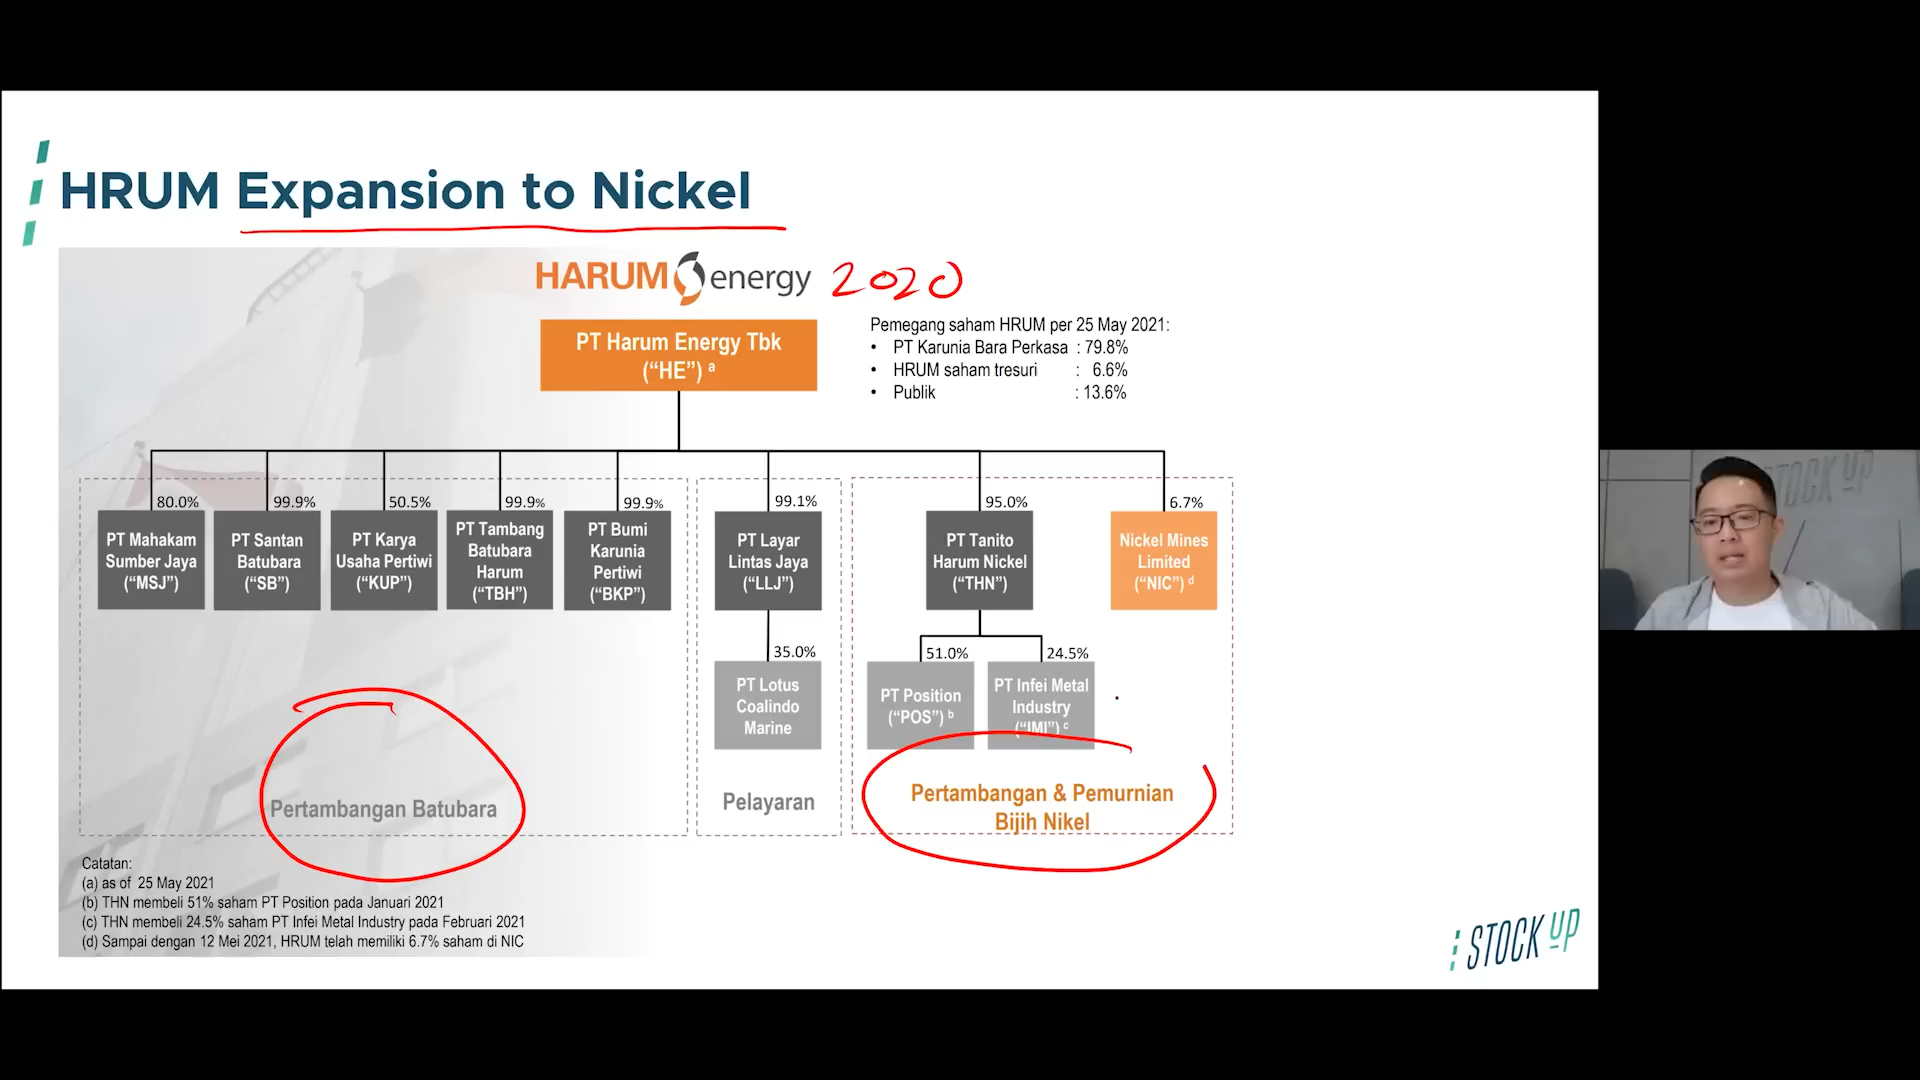 HRUM Expansion to Nickel
HARUM energy 2020
PT Harum Energy Tbk
("HE") a
Pemegang saham HRUM per 25 May 2021:
• PT Karunia Bara Perkasa : 79.8%
• HRUM saham tresuri : 6.6%
• Publik : 13.6%
80.0%
PT Mahakam
Sumber Jaya
("MSJ")
99.9%
PT Santan
Batubara
("SB")
50.5%
PT Karya
Usaha Pertiwi
("KUP")
99.9%
PT Tambang
Batubara
Harum
("TBH")
99.9%
PT Bumi
Karunia
Pertiwi
("BKP")
99.1%
PT Layar
Lintas Jaya
("LLJ")
95.0%
PT Tanito
Harum Nickel
("THN")
6.7%
Nickel Mines
Limited
("NIC") d
35.0%
PT Lotus
Coalindo
Marine
51.0%
PT Position
("POS") b
24.5%
PT Infei Metal
Industry
("IMI") c
Pertambangan Batubara
Pelayaran
Pertambangan & Pemurnian
Bijih Nikel
Catatan:
(a) as of 25 May 2021
(b) THN membeli 51% saham PT Position pada Januari 2021
(c) THN membeli 24.5% saham PT Infei Metal Industry pada Februari 2021
(d) Sampai dengan 12 Mei 2021, HRUM telah memiliki 6.7% saham di NIC
STOCK UP
STOCK UP